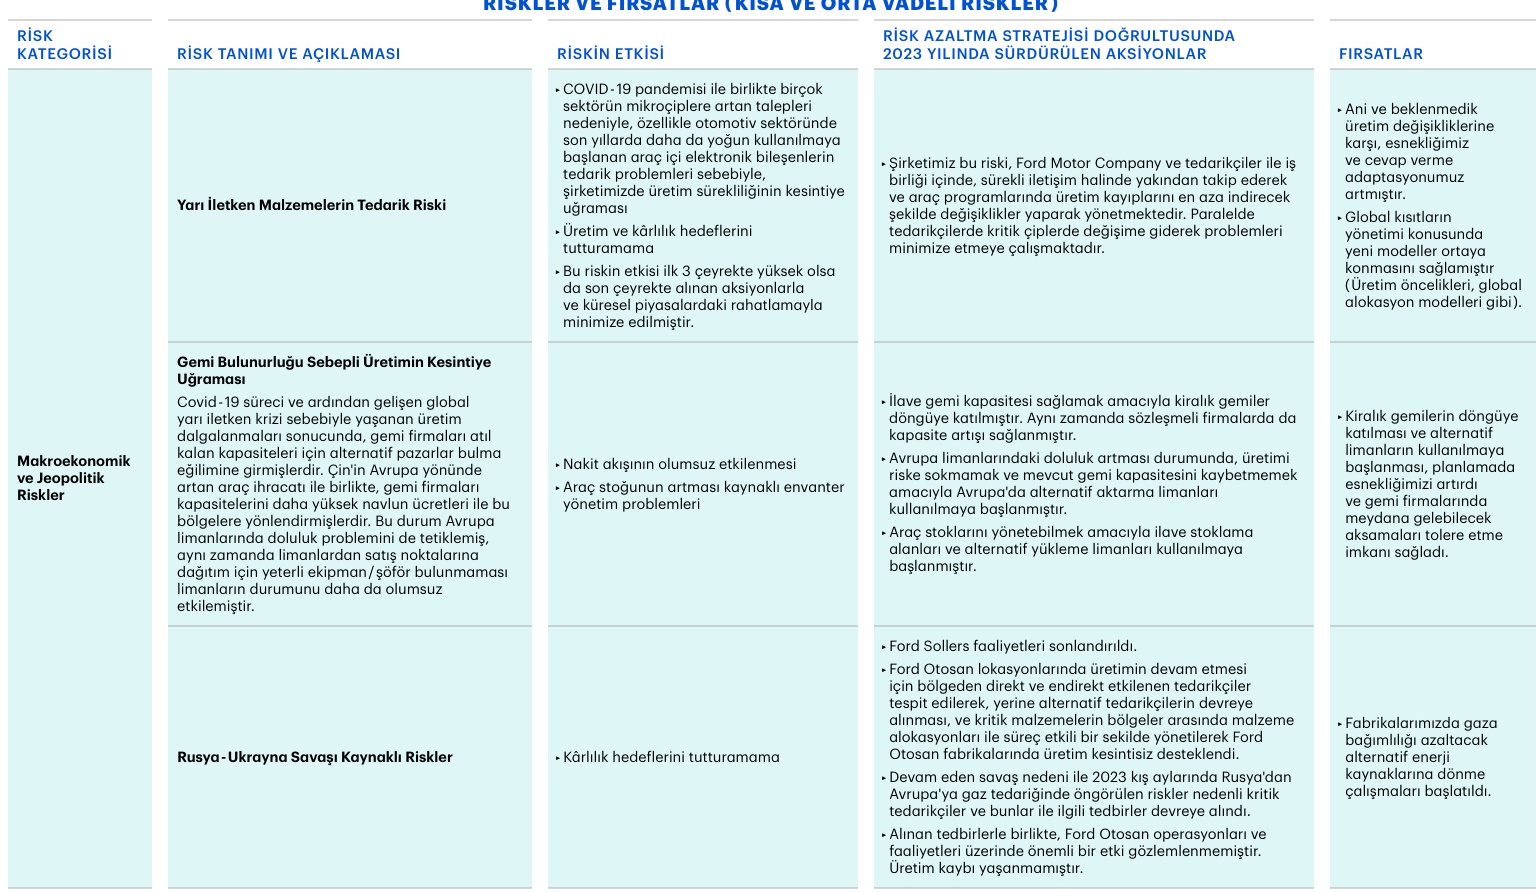 RİSKLER VE FIRSATLAR (KISA VE ORTA VADELİ RİSKLER)
RİSK
KATEGORİSİ
RİSK TANIMI VE AÇIKLAMASI
RİSKİN ETKİSİ
RİSK AZALTMA STRATEJİSİ DOĞRULTUSUNDA
2023 YILINDA SÜRDÜRÜLEN AKSİYONLAR
FIRSATLAR
Makroekonomik
ve Jeopolitik
Riskler
Yarı İletken Malzemelerin Tedarik Riski
▸ COVID-19 pandemisi ile birlikte birçok
sektörün mikroçiplere artan talepleri
nedeniyle, özellikle otomotiv sektöründe
son yıllarda daha da yoğun kullanılmaya
başlanan araç içi elektronik bileşenlerin
tedarik problemleri sebebiyle,
şirketimizde üretim sürekliliğinin kesintiye
uğraması
▸ Üretim ve kârlılık hedeflerini
tutturamama
▸ Bu riskin etkisi ilk 3 çeyrekte yüksek olsa
da son çeyrekte alınan aksiyonlarla
ve küresel piyasalardaki rahatlamayla
minimize edilmiştir.
▸ Şirketimiz bu riski, Ford Motor Company ve tedarikçiler ile iş
birliği içinde, sürekli iletişim halinde yakından takip ederek
ve araç programlarında üretim kayıplarını en aza indirecek
şekilde değişiklikler yaparak yönetmektedir. Paralelde
tedarikçilerde kritik çiplerde değişime giderek problemleri
minimize etmeye çalışmaktadır.
▸ Ani ve beklenmedik
üretim değişikliklerine
karşı, esnekliğimiz
ve cevap verme
adaptasyonumuz
artmıştır.
▸ Global kısıtların
yönetimi konusunda
yeni modeller ortaya
konmasını sağlamıştır
(Üretim öncelikleri, global
alokasyon modelleri gibi).
Gemi Bulunurluğu Sebepli Üretimin Kesintiye
Uğraması
Covid-19 süreci ve ardından gelişen global
yarı iletken krizi sebebiyle yaşanan üretim
dalgalanmaları sonucunda, gemi firmaları atıl
kalan kapasiteleri için alternatif pazarlar bulma
eğilimine girmişlerdir. Çin'in Avrupa yönünde
artan araç ihracatı ile birlikte, gemi firmaları
kapasitelerini daha yüksek navlun ücretleri ile bu
bölgelere yönlendirmişlerdir. Bu durum Avrupa
limanlarında doluluk problemini de tetiklemiş,
aynı zamanda limanlardan satış noktalarına
dağıtım için yeterli ekipman/şöför bulunmaması
limanların durumunu daha da olumsuz
etkilemiştir.
▸ Nakit akışının olumsuz etkilenmesi
▸ Araç stoğunun artması kaynaklı envanter
yönetim problemleri
▸ İlave gemi kapasitesi sağlamak amacıyla kiralık gemiler
döngüye katılmıştır. Aynı zamanda sözleşmeli firmalarda da
kapasite artışı sağlanmıştır.
▸ Avrupa limanlarındaki doluluk artması durumunda, üretimi
riske sokmamak ve mevcut gemi kapasitesini kaybetmemek
amacıyla Avrupa'da alternatif aktarma limanları
kullanılmaya başlanmıştır.
▸ Araç stoklarını yönetebilmek amacıyla ilave stoklama
alanları ve alternatif yükleme limanları kullanılmaya
başlanmıştır.
▸ Kiralık gemilerin döngüye
katılması ve alternatif
limanların kullanılmaya
başlanması, planlamada
esnekliğimizi artırdı
ve gemi firmalarında
meydana gelebilecek
aksamaları tolere etme
imkanı sağladı.
Rusya-Ukrayna Savaşı Kaynaklı Riskler
▸ Kârlılık hedeflerini tutturamama
▸ Ford Sollers faaliyetleri sonlandırıldı.
▸ Ford Otosan lokasyonlarında üretimin devam etmesi
için bölgeden direkt ve endirekt etkilenen tedarikçiler
tespit edilerek, yerine alternatif tedarikçilerin devreye
alınması, ve kritik malzemelerin bölgeler arasında malzeme
alokasyonları ile süreç etkili bir sekilde yönetilerek Ford
Otosan fabrikalarında üretim kesintisiz desteklendi.
▸ Devam eden savaş nedeni ile 2023 kış aylarında Rusya'dan
Avrupa'ya gaz tedariğinde öngörülen riskler nedenli kritik
tedarikçiler ve bunlar ile ilgili tedbirler devreye alındı.
▸ Alınan tedbirlerle birlikte, Ford Otosan operasyonları ve
faaliyetleri üzerinde önemli bir etki gözlemlenmemiştir.
Üretim kaybı yaşanmamıştır.
▸ Fabrikalarımızda gaza
bağımlılığı azaltacak
alternatif enerji
kaynaklarına dönme
çalışmaları başlatıldı.